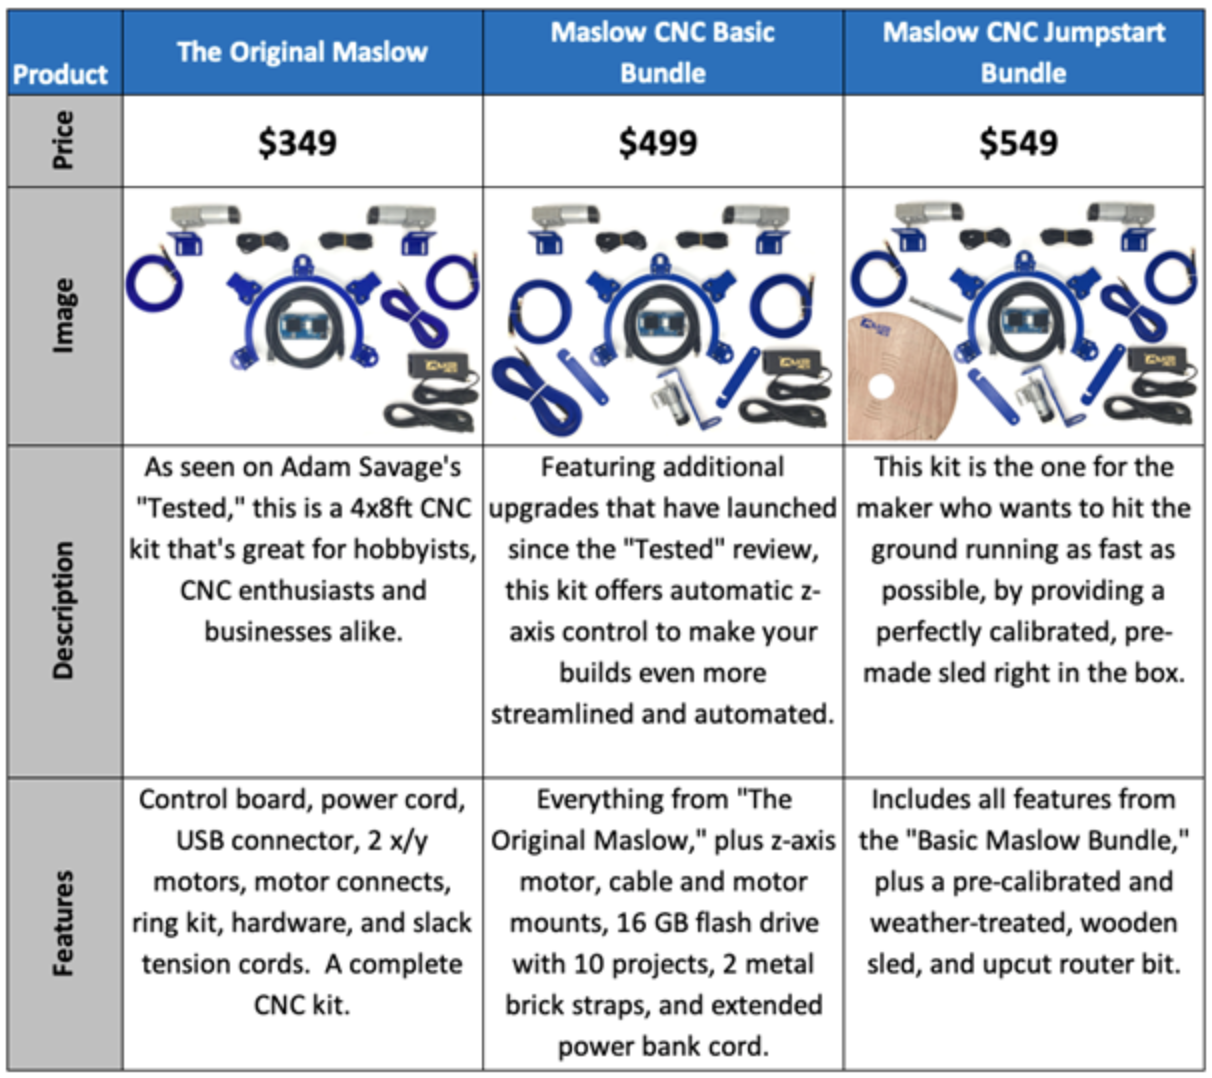 Product
The Original Maslow
Maslow CNC Basic
Bundle
Maslow CNC Jumpstart
Bundle
Price
$349
$499
$549
Image
Description
As seen on Adam Savage's
"Tested," this is a 4x8ft CNC
kit that's great for hobbyists,
CNC enthusiasts and
businesses alike.
Featuring additional
upgrades that have launched
since the "Tested" review,
this kit offers automatic z-
axis control to make your
builds even more
streamlined and automated.
This kit is the one for the
maker who wants to hit the
ground running as fast as
possible, by providing a
perfectly calibrated, pre-
made sled right in the box.
Features
Control board, power cord,
USB connector, 2 x/y
motors, motor connects,
ring kit, hardware, and slack
tension cords.  A complete
CNC kit.
Everything from "The
Original Maslow," plus z-axis
motor, cable and motor
mounts, 16 GB flash drive
with 10 projects, 2 metal
brick straps, and extended
power bank cord.
Includes all features from
the "Basic Maslow Bundle,"
plus a pre-calibrated and
weather-treated, wooden
sled, and upcut router bit.